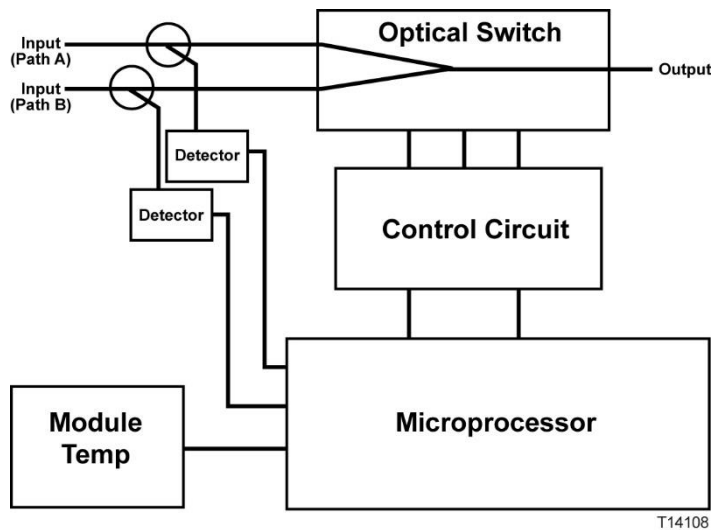 Optical Switch
Input
(Path A)
Input
(Path B)
Output
Detector
Detector
Control Circuit
Module
Temp
Microprocessor
T14108